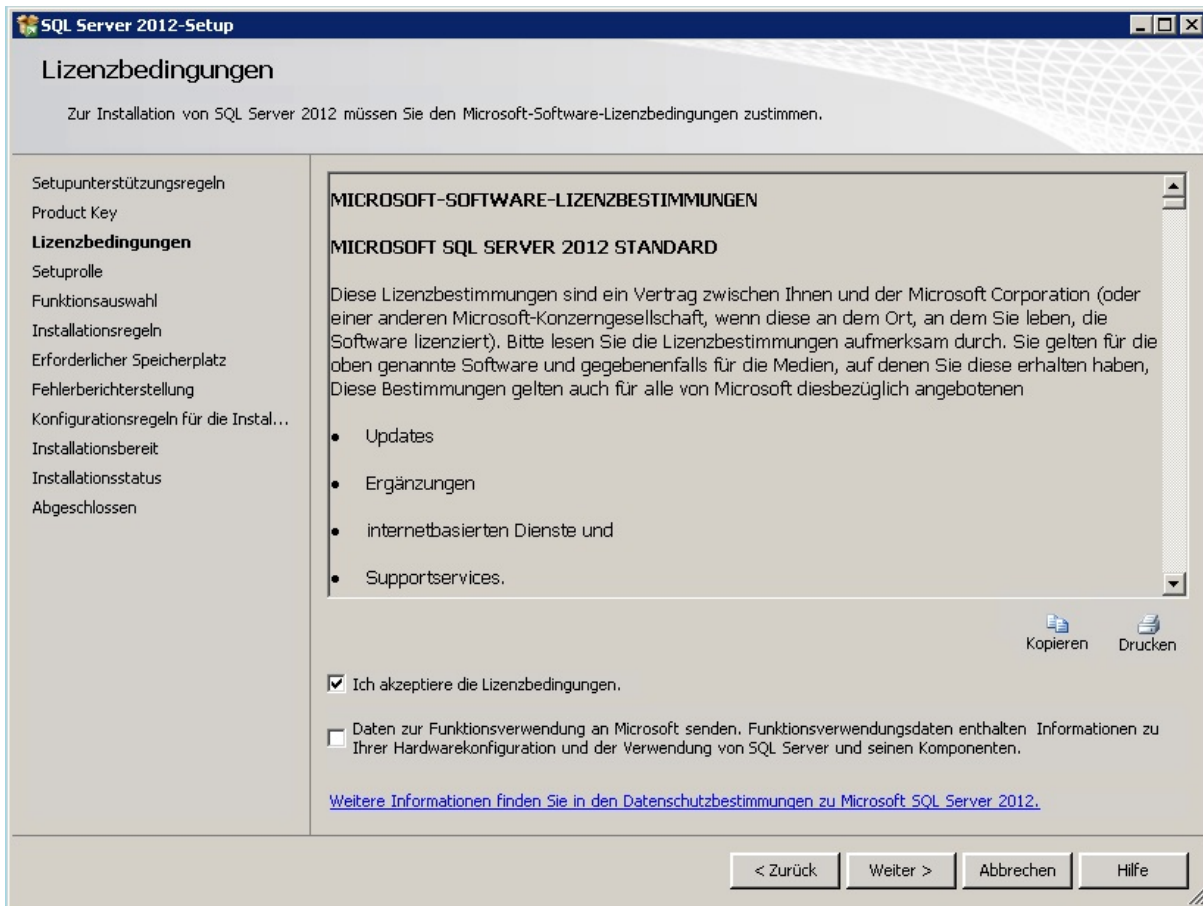 SQL Server 2012-Setup
Lizenzbedingungen
Zur Installation von SQL Server 2012 müssen Sie den Microsoft-Software-Lizenzbedingungen zustimmen.
Setupunterstützungsregeln
Product Key
Lizenzbedingungen
Setuprolle
Funktionsauswahl
Installationsregeln
Erforderlicher Speicherplatz
Fehlerberichterstellung
Konfigurationsregeln für die Instal...
Installationsbereit
Installationsstatus
Abgeschlossen
MICROSOFT-SOFTWARE-LIZENZBESTIMMUNGEN
MICROSOFT SQL SERVER 2012 STANDARD
Diese Lizenzbestimmungen sind ein Vertrag zwischen Ihnen und der Microsoft Corporation (oder
einer anderen Microsoft-Konzerngesellschaft, wenn diese an dem Ort, an dem Sie leben, die
Software lizenziert). Bitte lesen Sie die Lizenzbestimmungen aufmerksam durch. Sie gelten für die
oben genannte Software und gegebenenfalls für die Medien, auf denen Sie diese erhalten haben,
Diese Bestimmungen gelten auch für alle von Microsoft diesbezüglich angebotenen
• Updates
• Ergänzungen
• internetbasierten Dienste und
• Supportservices.
Kopieren Drucken
Ich akzeptiere die Lizenzbedingungen.
Daten zur Funktionsverwendung an Microsoft senden. Funktionsverwendungsdaten enthalten Informationen zu
Ihrer Hardwarekonfiguration und der Verwendung von SQL Server und seinen Komponenten.
Weitere Informationen finden Sie in den Datenschutzbestimmungen zu Microsoft SQL Server 2012.
< Zurück Weiter > Abbrechen Hilfe